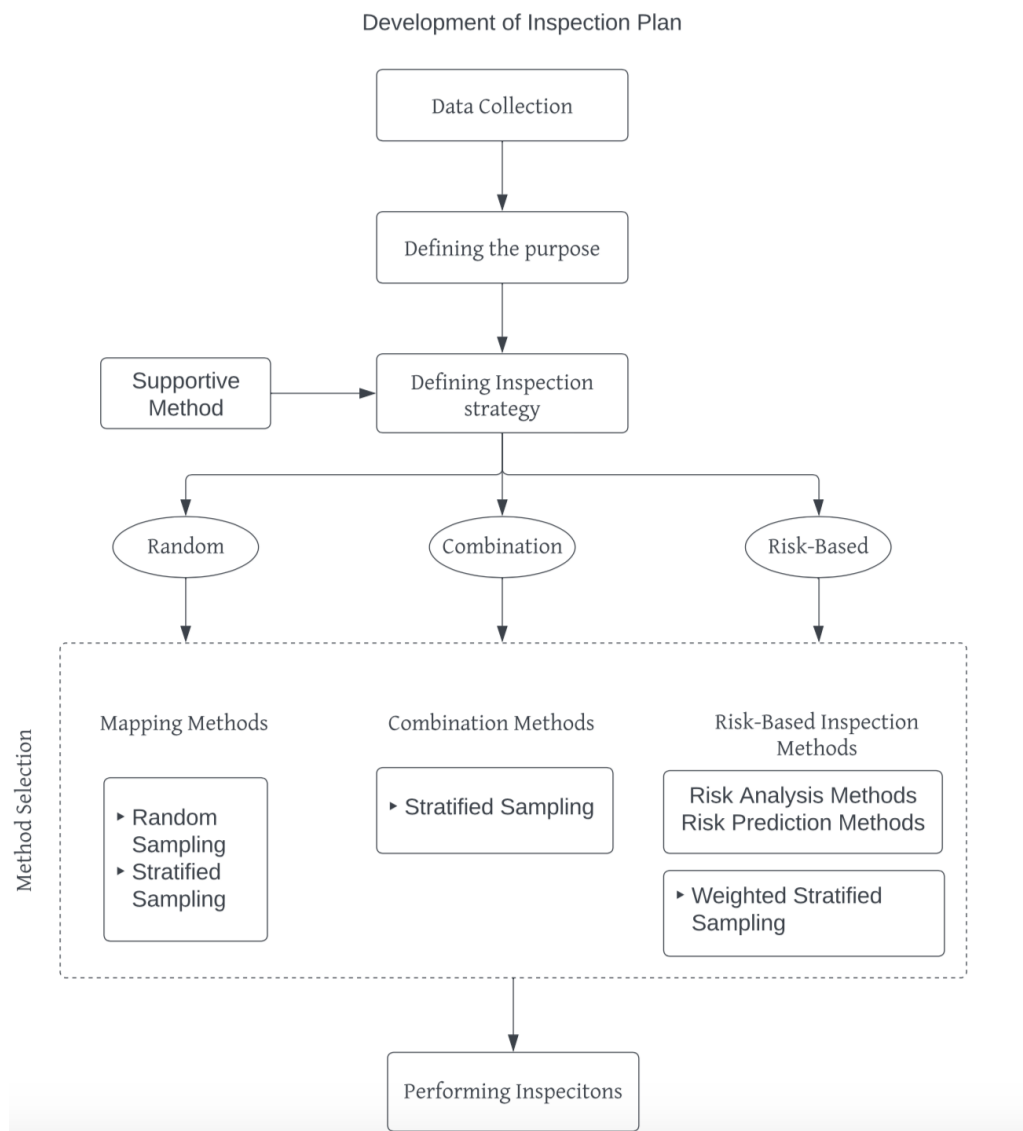 Development of Inspection Plan
Data Collection
Defining the purpose
Supportive
Method
Defining Inspection
strategy
Random
Combination
Risk-Based
Method Selection
Mapping Methods
‣ Random
Sampling
‣ Stratified
Sampling
Combination Methods
‣ Stratified Sampling
Risk-Based Inspection
Methods
Risk Analysis Methods
Risk Prediction Methods
‣ Weighted Stratified
Sampling
Performing Inspecitons